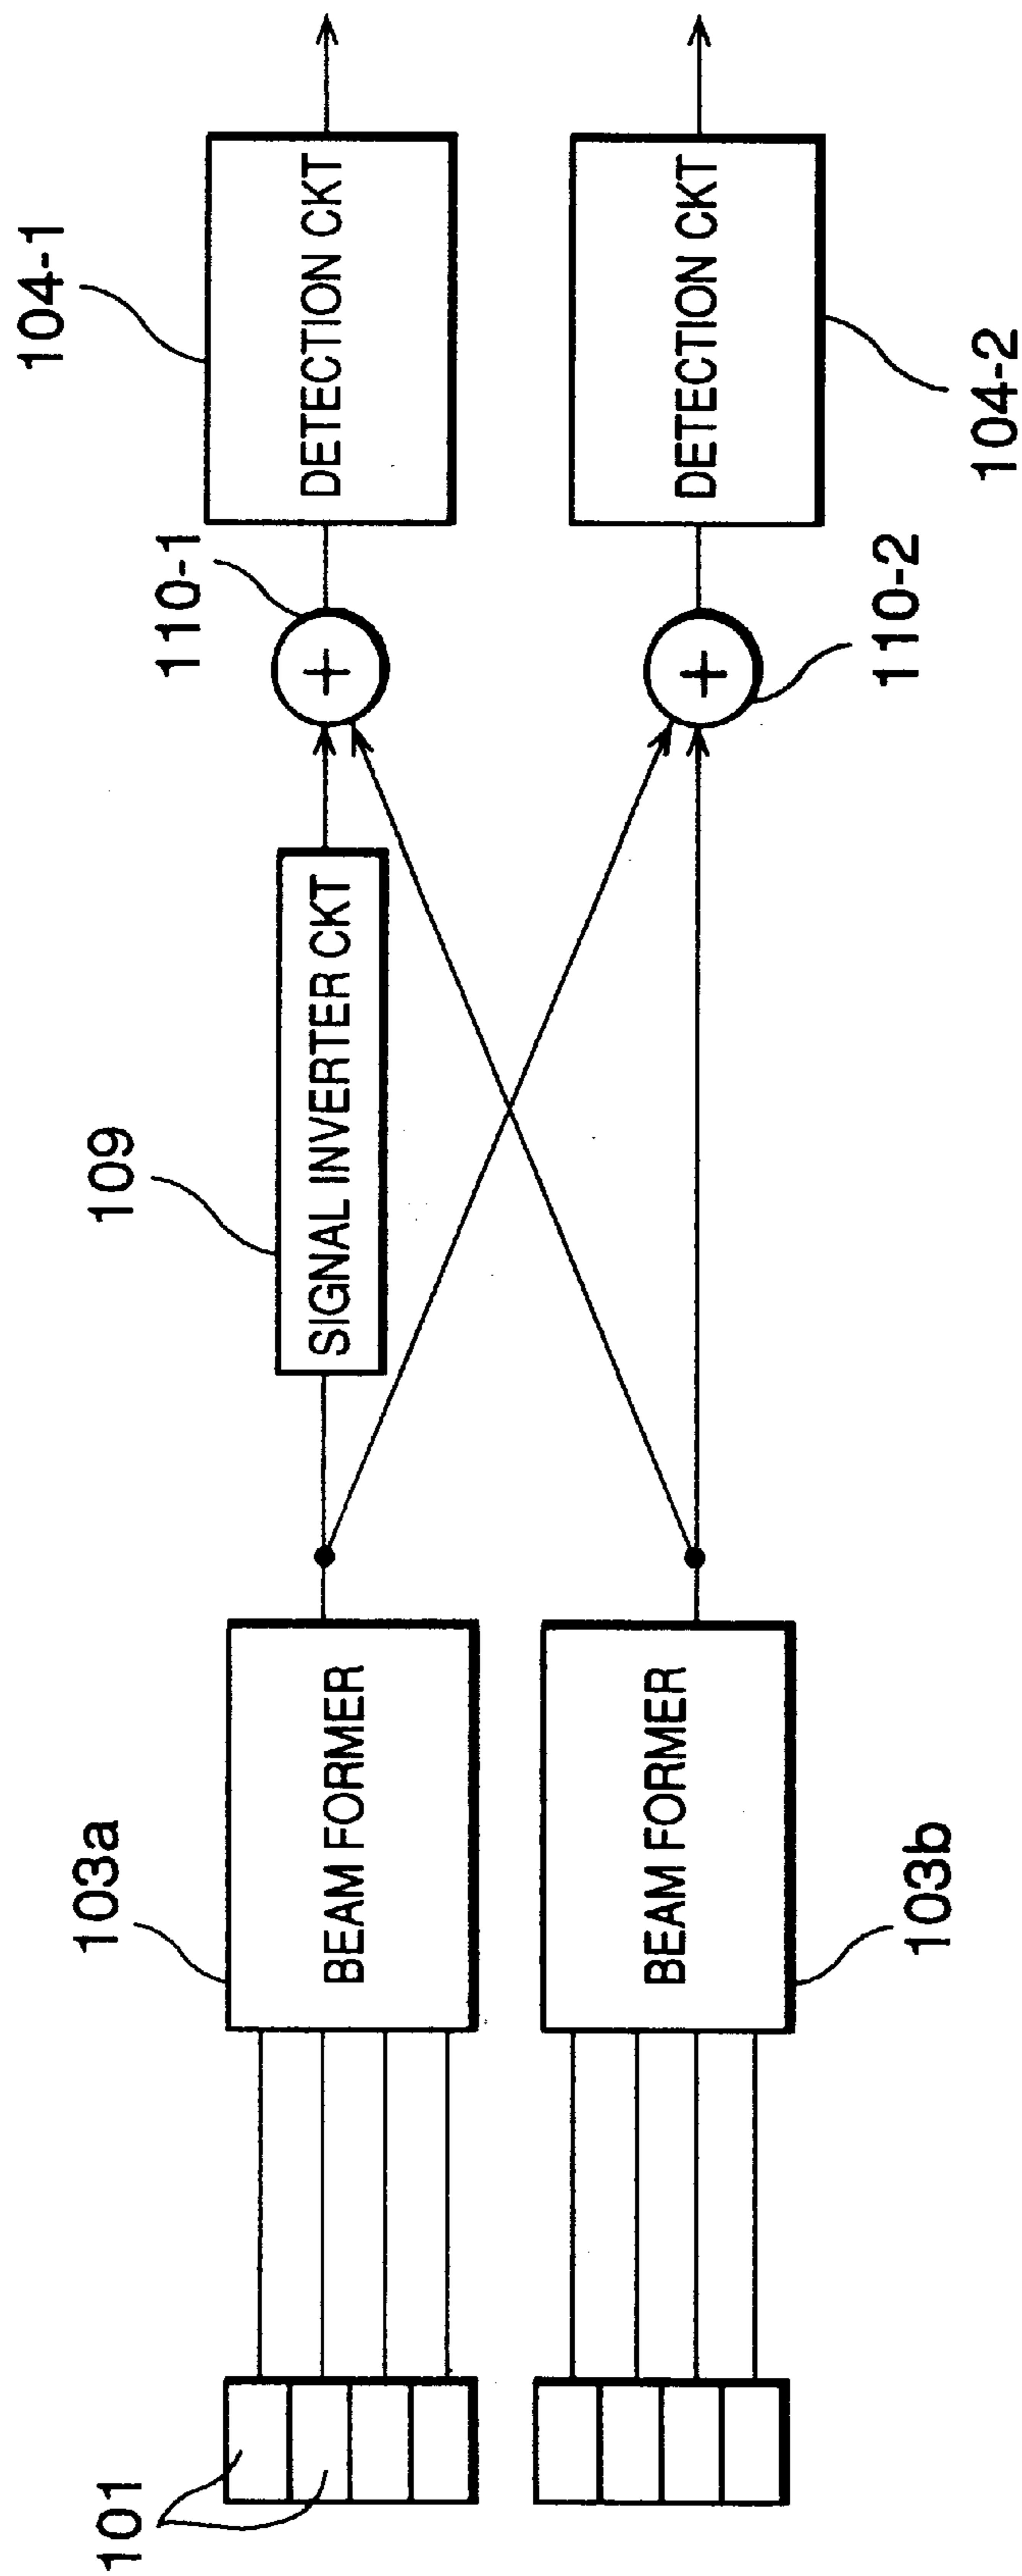 101
103a
BEAM FORMER
103b
BEAM FORMER
109
SIGNAL INVERTER CKT
110-1
+
110-2
+
104-1
DETECTION CKT
104-2
DETECTION CKT